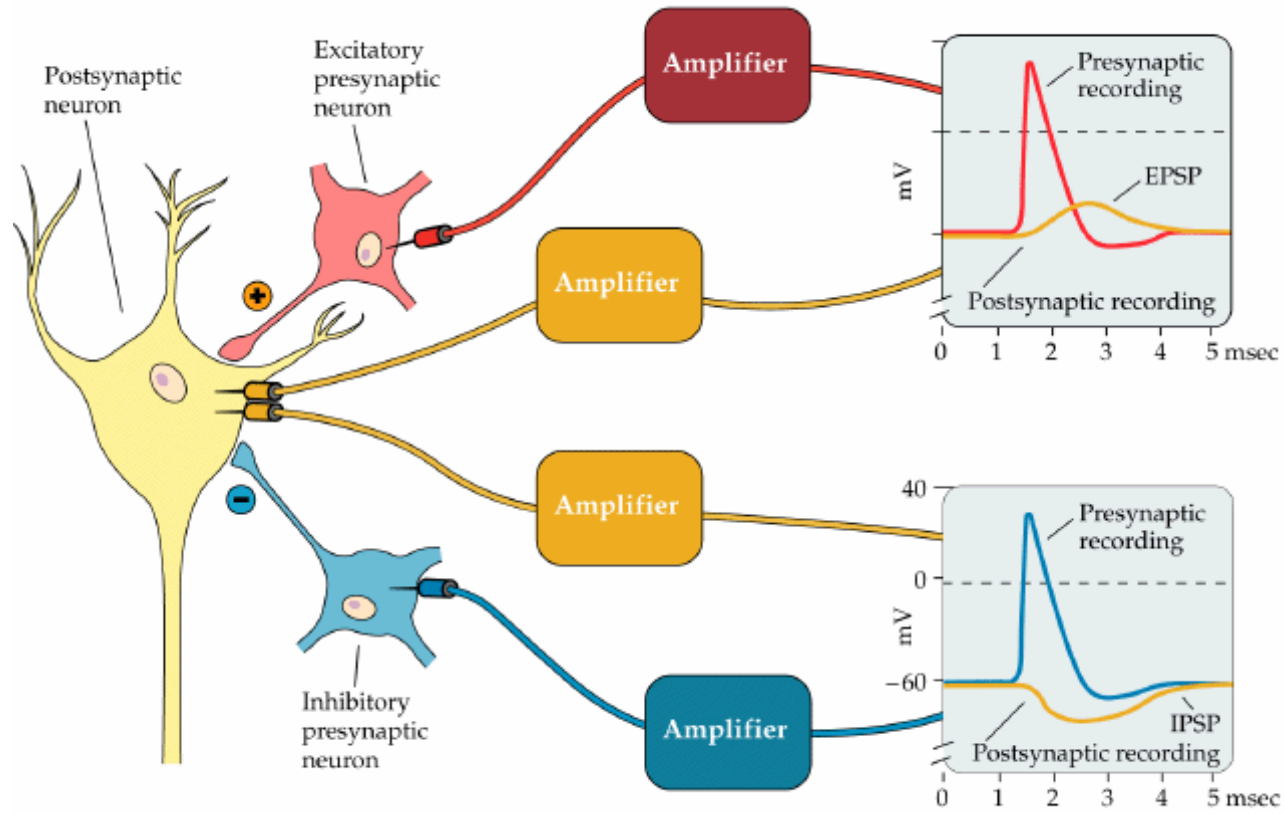 Postsynaptic
neuron
Excitatory
presynaptic
neuron
Amplifier
Presynaptic
recording
EPSP
mV
Postsynaptic recording
0 1 2 3 4 5 msec
+
Amplifier
Amplifier
−
Inhibitory
presynaptic
neuron
Amplifier
40
0
−60
mV
Presynaptic
recording
IPSP
Postsynaptic recording
0 1 2 3 4 5 msec